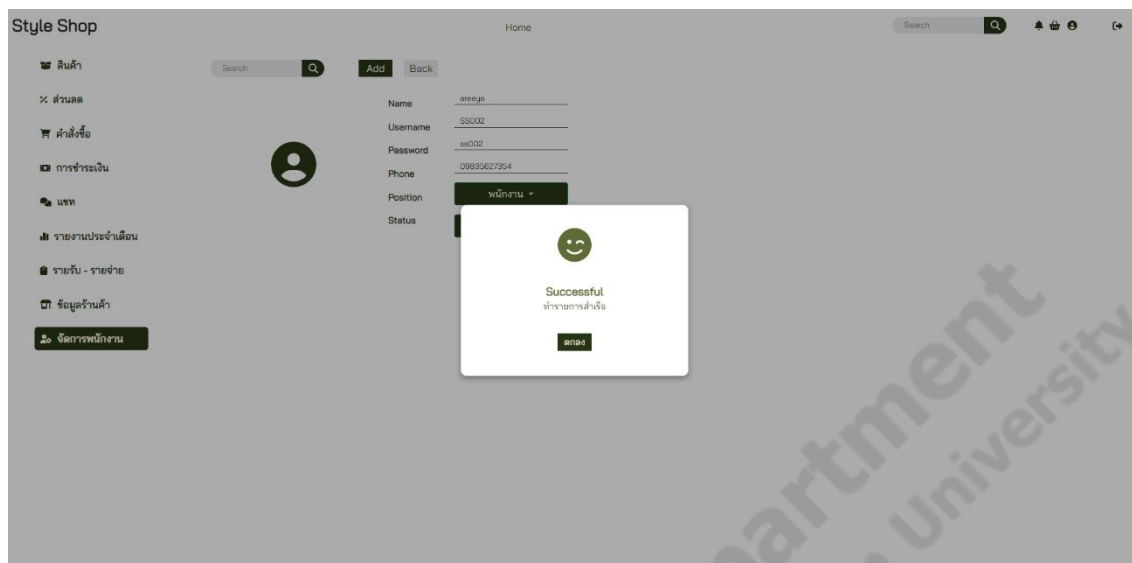 Style Shop
Home
Search
สินค้า
Search
Add
Back
ส่วนลด
Name
areeya
คำสั่งซื้อ
Username
SS002
Password
ss002
การชำระเงิน
Phone
09835627354
แชท
Position
พนักงาน
Status
รายงานประจำเดือน
รายรับ - รายจ่าย
Successful
ทำรายการสำเร็จ
ข้อมูลร้านค้า
จัดการพนักงาน
ตกลง
partment
University